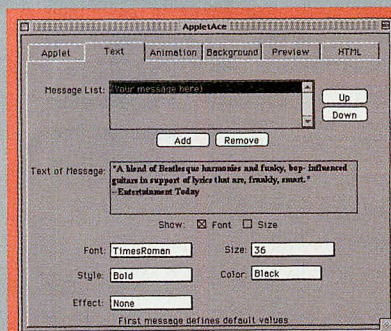 AppletAce
Applet Text Animation Background Preview HTML
Message List: (Your message here)
Up
Down
Add Remove
Text of Message: "A blend of Beatlesque harmonies and funky, bop- influenced
guitars in support of lyrics that are, frankly, smart."
--Entertainment Today
Show: Font Size
Font: TimesRoman Size: 36
Style: Bold Color: Black
Effect: None
First message defines default values